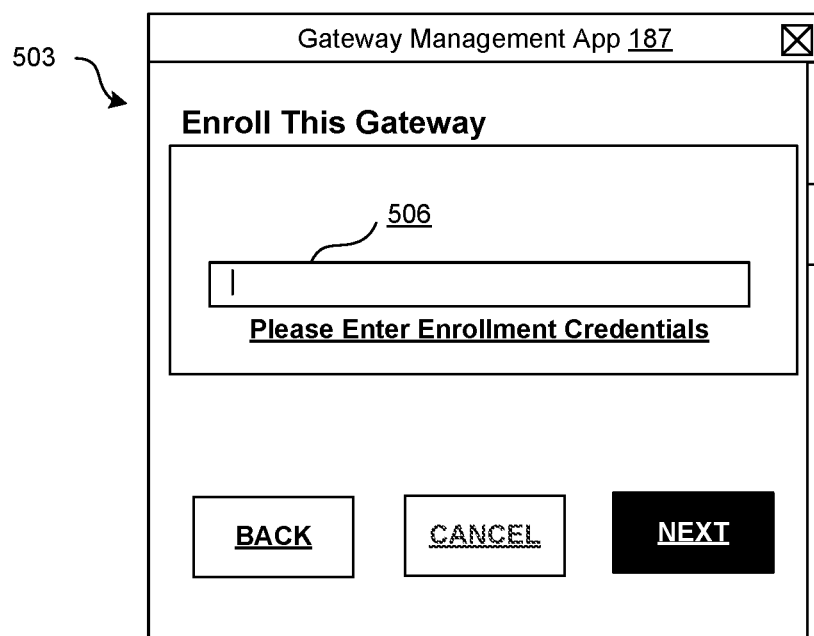 Gateway Management App 187
503
Enroll This Gateway
506
Please Enter Enrollment Credentials
BACK
CANCEL
NEXT